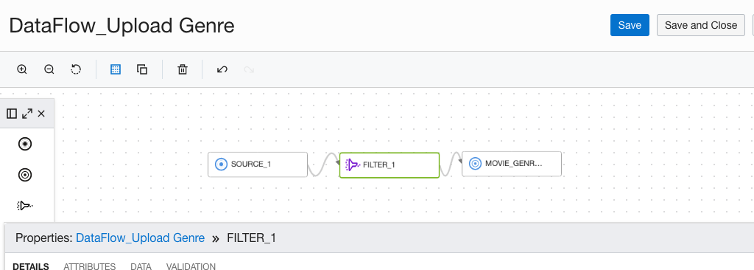 DataFlow_Upload Genre
Save
Save and Close
SOURCE_1
FILTER_1
MOVIE_GENR...
Properties: DataFlow_Upload Genre » FILTER_1
DETAILS ATTRIBUTES DATA VALIDATION